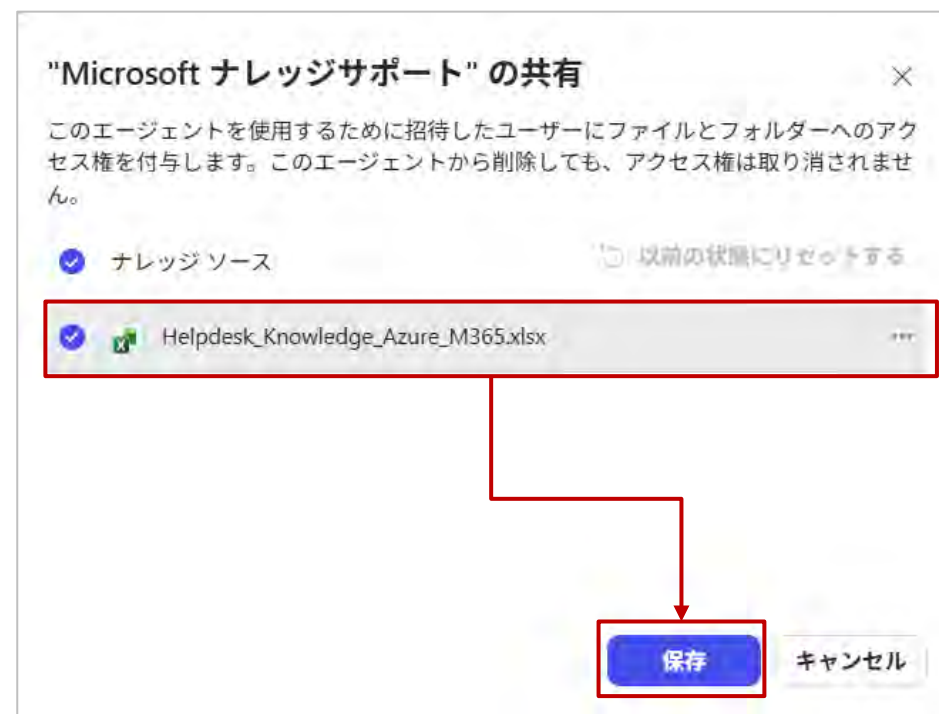 "Microsoft ナレッジサポート" の共有
このエージェントを使用するために招待したユーザーにファイルとフォルダーへのアク
セス権を付与します。このエージェントから削除しても、アクセス権は取り消されませ
ん。
ナレッジ ソース
以前の状態にリセットする
Helpdesk_Knowledge_Azure_M365.xlsx
保存
キャンセル